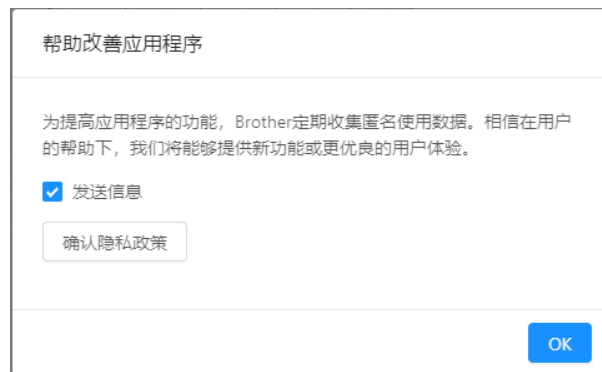 帮助改善应用程序
为提高应用程序的功能，Brother定期收集匿名使用数据。相信在用户
的帮助下，我们将能够提供新功能或更优良的用户体验。
发送信息
确认隐私政策
OK